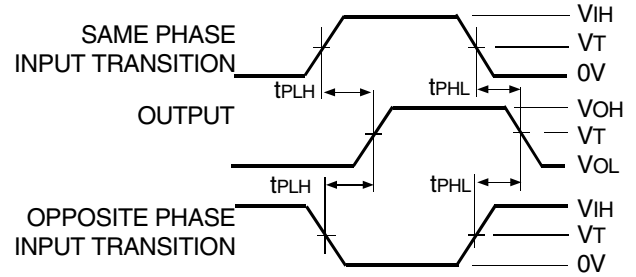 SAME PHASE
INPUT TRANSITION
VIH
VT
0V
tPLH
tPHL
OUTPUT
VOH
VT
VOL
tPLH
tPHL
OPPOSITE PHASE
INPUT TRANSITION
VIH
VT
0V